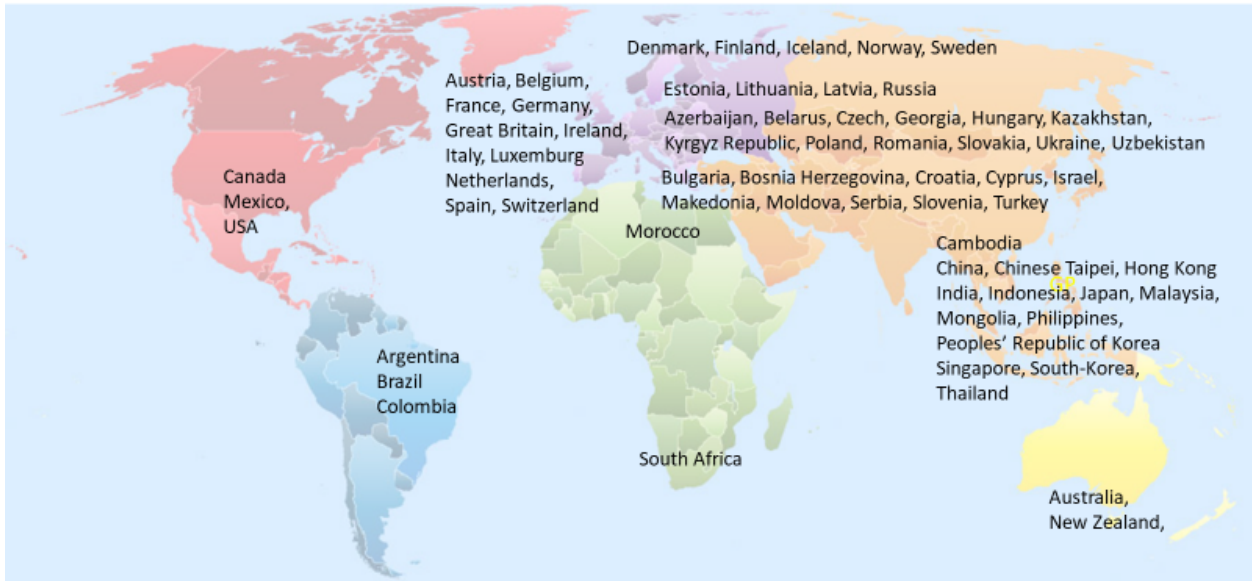 Denmark, Finland, Iceland, Norway, Sweden
Austria, Belgium,
France, Germany,
Great Britain, Ireland,
Italy, Luxemburg
Netherlands,
Spain, Switzerland
Estonia, Lithuania, Latvia, Russia
Azerbaijan, Belarus, Czech, Georgia, Hungary, Kazakhstan,
Kyrgyz Republic, Poland, Romania, Slovakia, Ukraine, Uzbekistan
Bulgaria, Bosnia Herzegovina, Croatia, Cyprus, Israel,
Makedonia, Moldova, Serbia, Slovenia, Turkey
Canada
Mexico,
USA
Morocco
Cambodia
China, Chinese Taipei, Hong Kong
India, Indonesia, Japan, Malaysia,
Mongolia, Philippines,
Peoples’ Republic of Korea
Singapore, South-Korea,
Thailand
Argentina
Brazil
Colombia
South Africa
Australia,
New Zealand,